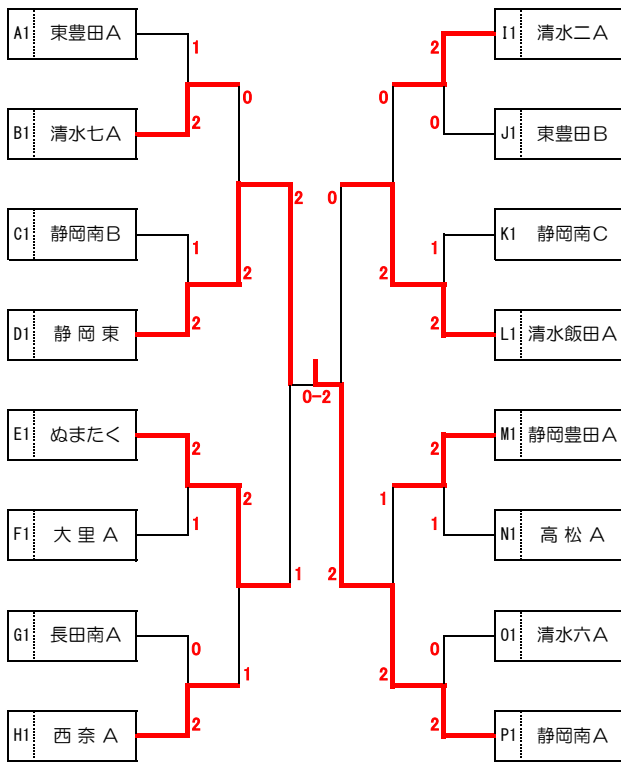 A1 東豊田A
1
0
B1 清水七A
2
2
C1 静岡南B
1
2
D1 静岡東
2
E1 ぬまたく
2
2
F1 大里A
1
1
G1 長田南A
0
1
H1 西奈A
2
0-2
I1 清水二A
2
0
J1 東豊田B
0
0
K1 静岡南C
1
2
L1 清水飯田A
2
M1 静岡豊田A
2
1
N1 高松A
1
2
O1 清水六A
0
2
P1 静岡南A
2